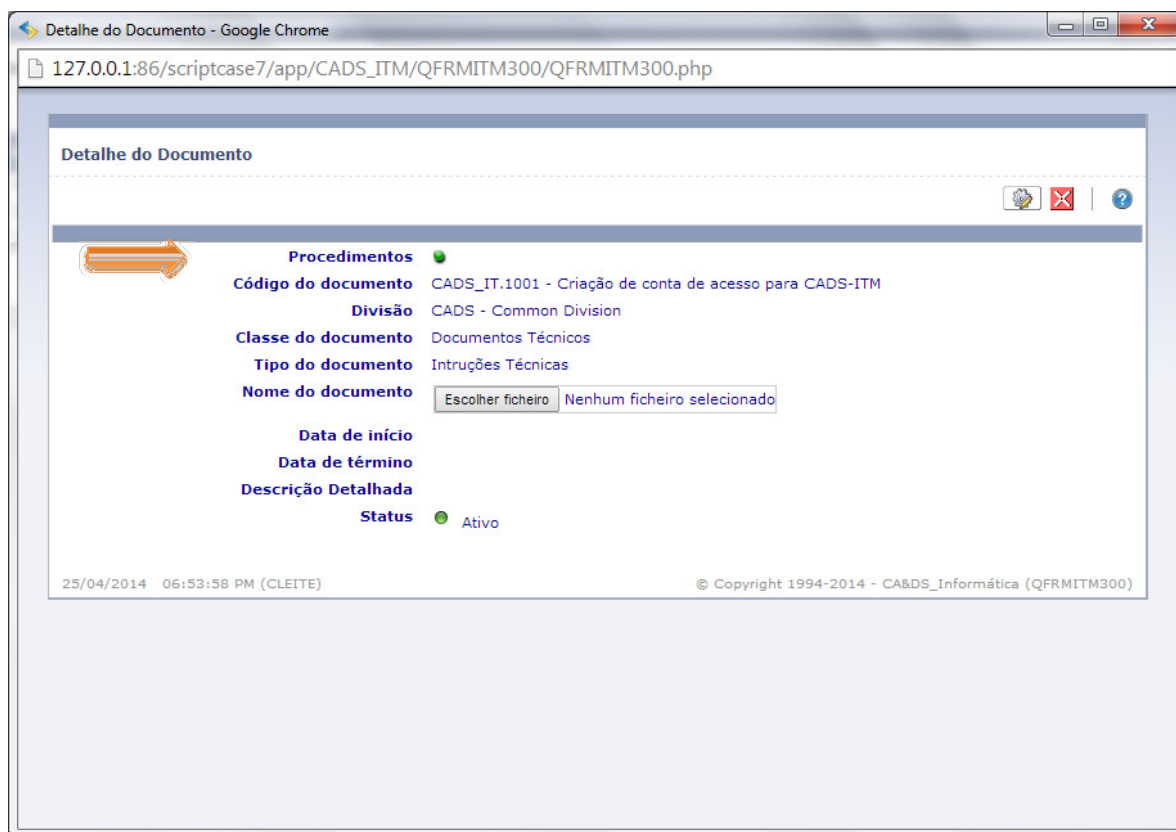 Detalhe do Documento - Google Chrome
127.0.0.1:86/scriptcase7/app/CADS_ITM/QFRMITM300/QFRMITM300.php
Detalhe do Documento
Procedimentos
Código do documento CADS_IT.1001 - Criação de conta de acesso para CADS-ITM
Divisão CADS - Common Division
Classe do documento Documentos Técnicos
Tipo do documento Intruções Técnicas
Nome do documento Escolher ficheiro Nenhum ficheiro selecionado
Data de início
Data de término
Descrição Detalhada
Status Ativo
25/04/2014 06:53:58 PM (CLEITE) © Copyright 1994-2014 - CA&DS_Informática (QFRMITM300)